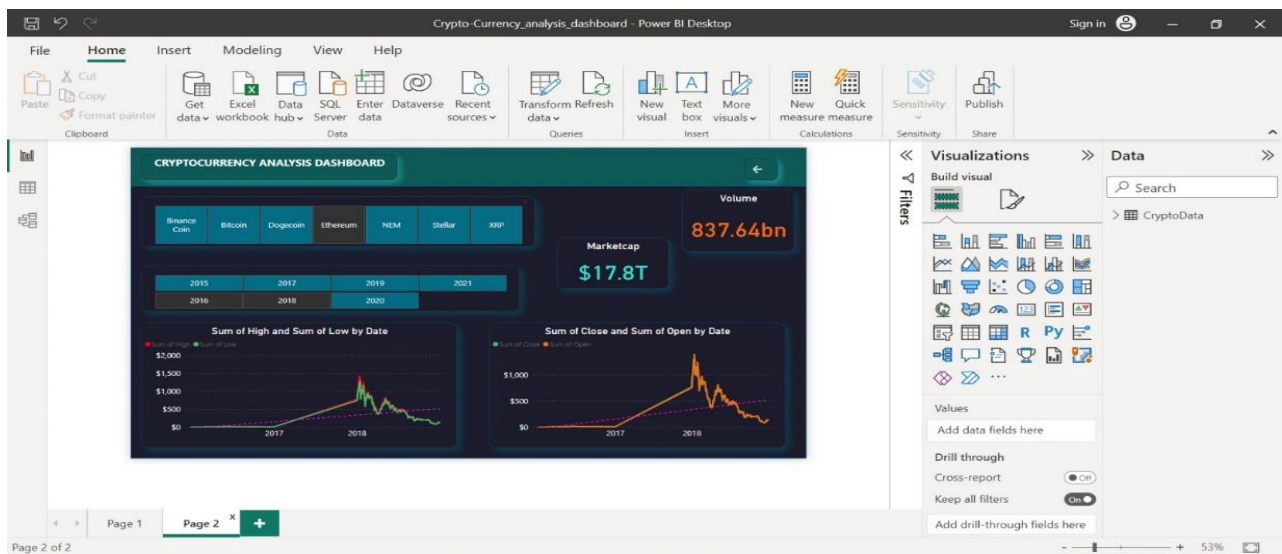 Crypto-Currency_analysis_dashboard - Power BI Desktop
Sign in
File Home Insert Modeling View Help
Paste
Cut
Copy
Format painter
Get data
Excel workbook
Data hub
SQL Server
Enter data
Dataverse
Recent sources
Transform data
Refresh
New visual
Text box
More visuals
New measure
Quick measure
Sensitivity
Publish
Clipboard Data Queries Insert Calculations Sensitivity Share
CRYPTOCURRENCY ANALYSIS DASHBOARD
Binance Coin
Bitcoin
Dogecoin
Ethereum
NEM
Stellar
XRP
Volume
837.64bn
Marketcap
$17.8T
2015 2017 2019 2021
2016 2018 2020
Sum of High and Sum of Low by Date
Sum of High Sum of Low
$2,000
$1,500
$1,000
$500
$0
2017 2018
Sum of Close and Sum of Open by Date
Sum of Close Sum of Open
$1,000
$500
$0
2017 2018
Filters
Visualizations
Build visual
123
R Py
Values
Add data fields here
Drill through
Cross-report
Off
Keep all filters
On
Add drill-through fields here
Data
Search
CryptoData
Page 1
Page 2
Page 2 of 2
53%